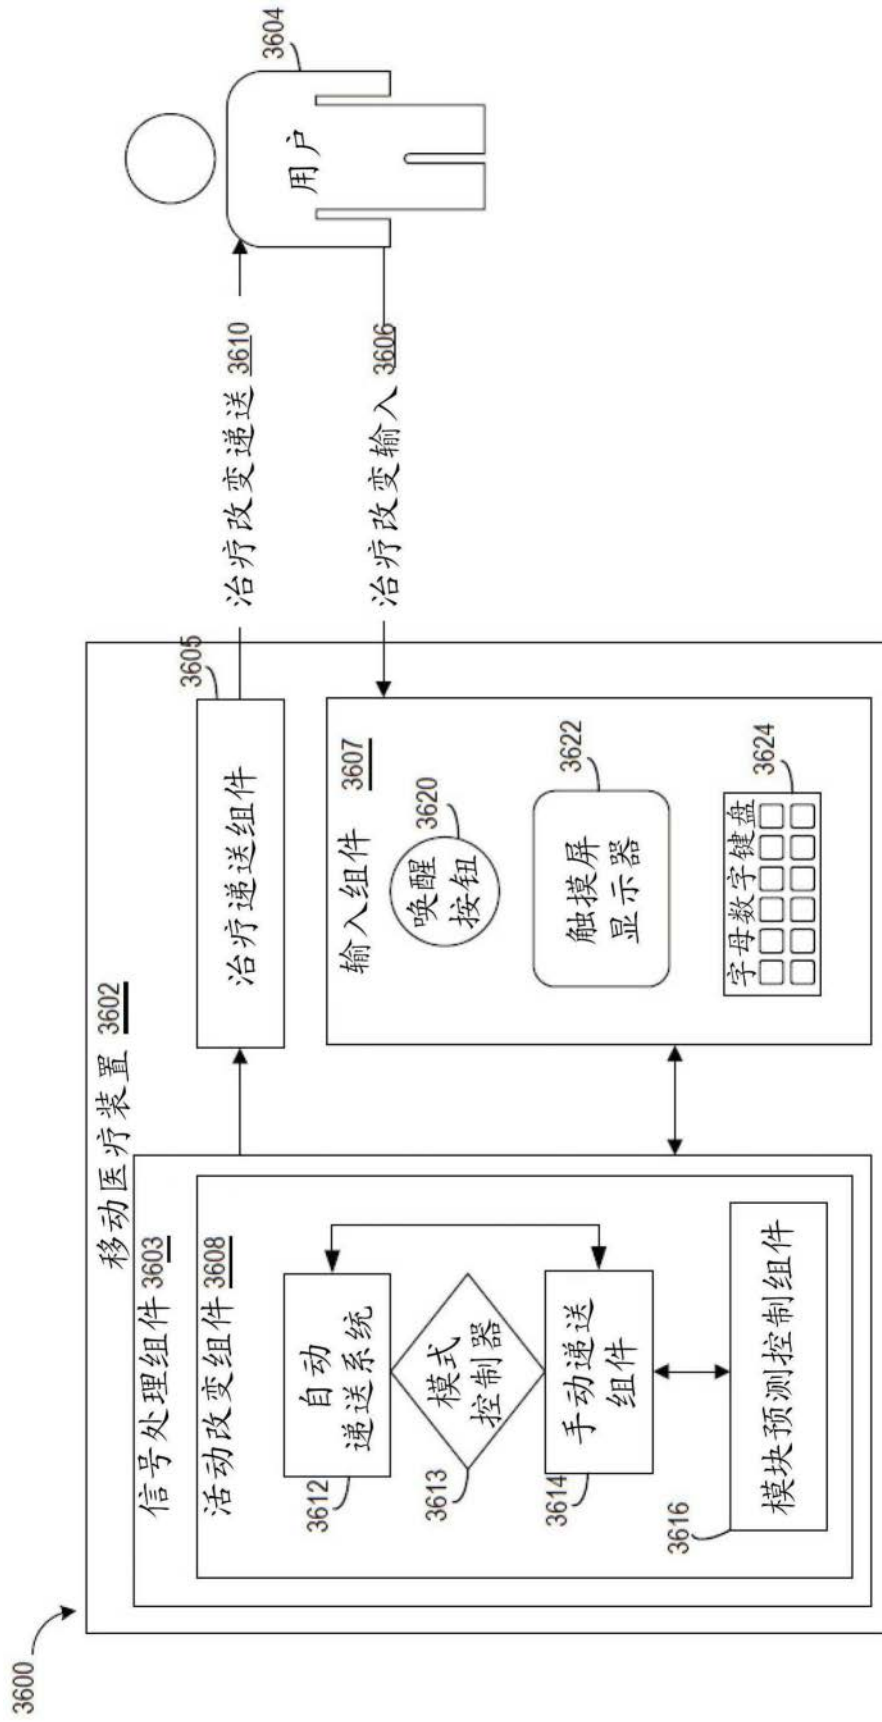 3600
移动医疗装置 3602
信号处理组件 3603
活动改变组件 3608
自动
递送系统
3612
模式
控制器
3613
手动递送
组件
3614
模块预测控制组件
3616
治疗递送组件
3605
输入组件 3607
唤醒
按钮
3620
触摸屏
显示器
3622
字母数字键盘
3624
治疗改变递送 3610
治疗改变输入 3606
用户
3604